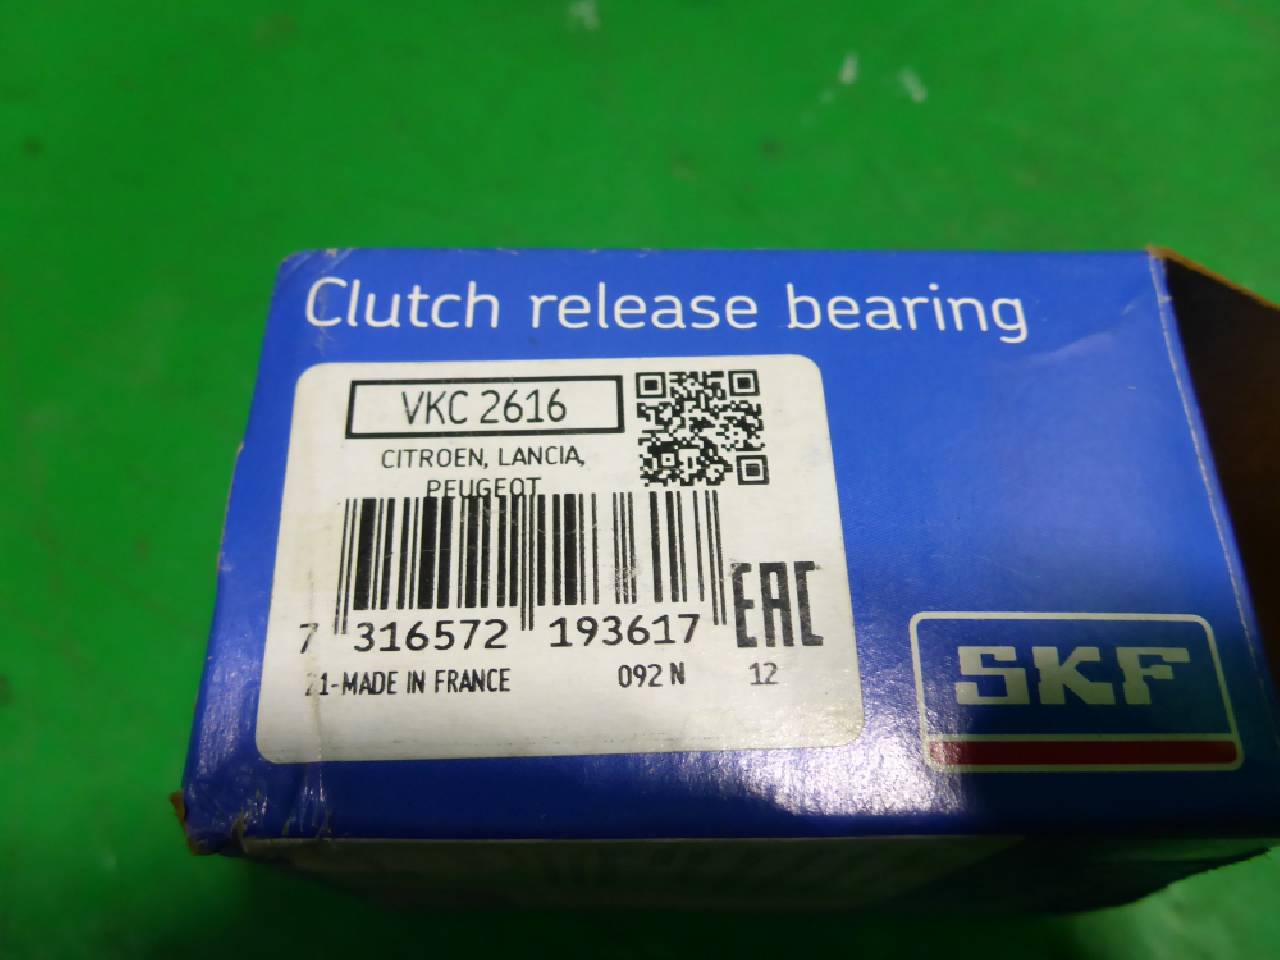 Clutch release bearing
VKC 2616
CITROEN, LANCIA,
PEUGEOT
7 316572 193617
EAC
21-MADE IN FRANCE 092 N 12
SKF